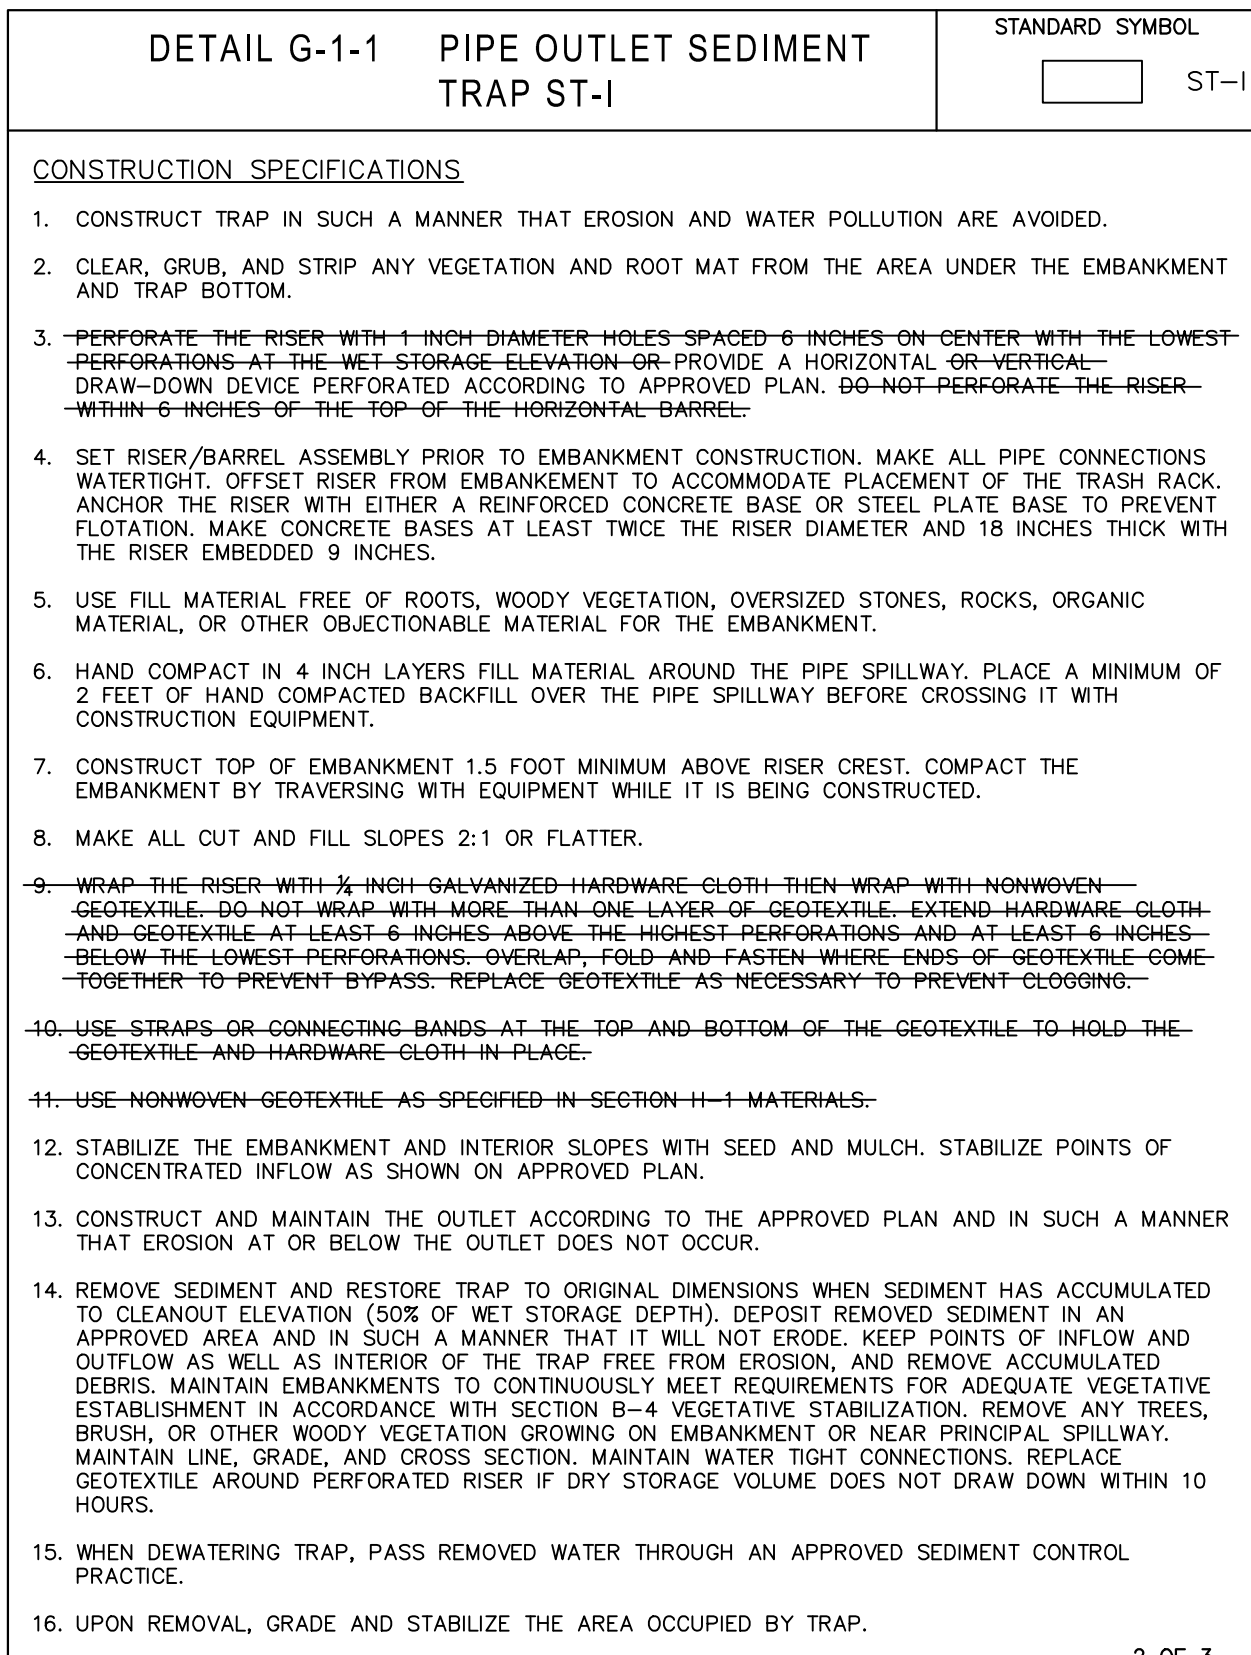 DETAIL G-1-1 PIPE OUTLET SEDIMENT
TRAP ST-I
STANDARD SYMBOL
ST-I
CONSTRUCTION SPECIFICATIONS
1. CONSTRUCT TRAP IN SUCH A MANNER THAT EROSION AND WATER POLLUTION ARE AVOIDED.
2. CLEAR, GRUB, AND STRIP ANY VEGETATION AND ROOT MAT FROM THE AREA UNDER THE EMBANKMENT
AND TRAP BOTTOM.
3. PERFORATE THE RISER WITH 1 INCH DIAMETER HOLES SPACED 6 INCHES ON CENTER WITH THE LOWEST
PERFORATIONS AT THE WET STORAGE ELEVATION OR PROVIDE A HORIZONTAL OR VERTICAL
DRAW-DOWN DEVICE PERFORATED ACCORDING TO APPROVED PLAN. DO NOT PERFORATE THE RISER
WITHIN 6 INCHES OF THE TOP OF THE HORIZONTAL BARREL.
4. SET RISER/BARREL ASSEMBLY PRIOR TO EMBANKMENT CONSTRUCTION. MAKE ALL PIPE CONNECTIONS
WATERTIGHT. OFFSET RISER FROM EMBANKEMENT TO ACCOMMODATE PLACEMENT OF THE TRASH RACK.
ANCHOR THE RISER WITH EITHER A REINFORCED CONCRETE BASE OR STEEL PLATE BASE TO PREVENT
FLOTATION. MAKE CONCRETE BASES AT LEAST TWICE THE RISER DIAMETER AND 18 INCHES THICK WITH
THE RISER EMBEDDED 9 INCHES.
5. USE FILL MATERIAL FREE OF ROOTS, WOODY VEGETATION, OVERSIZED STONES, ROCKS, ORGANIC
MATERIAL, OR OTHER OBJECTIONABLE MATERIAL FOR THE EMBANKMENT.
6. HAND COMPACT IN 4 INCH LAYERS FILL MATERIAL AROUND THE PIPE SPILLWAY. PLACE A MINIMUM OF
2 FEET OF HAND COMPACTED BACKFILL OVER THE PIPE SPILLWAY BEFORE CROSSING IT WITH
CONSTRUCTION EQUIPMENT.
7. CONSTRUCT TOP OF EMBANKMENT 1.5 FOOT MINIMUM ABOVE RISER CREST. COMPACT THE
EMBANKMENT BY TRAVERSING WITH EQUIPMENT WHILE IT IS BEING CONSTRUCTED.
8. MAKE ALL CUT AND FILL SLOPES 2:1 OR FLATTER.
9. WRAP THE RISER WITH ¼ INCH GALVANIZED HARDWARE CLOTH THEN WRAP WITH NONWOVEN
GEOTEXTILE. DO NOT WRAP WITH MORE THAN ONE LAYER OF GEOTEXTILE. EXTEND HARDWARE CLOTH
AND GEOTEXTILE AT LEAST 6 INCHES ABOVE THE HIGHEST PERFORATIONS AND AT LEAST 6 INCHES
BELOW THE LOWEST PERFORATIONS. OVERLAP, FOLD AND FASTEN WHERE ENDS OF GEOTEXTILE COME
TOGETHER TO PREVENT BYPASS. REPLACE GEOTEXTILE AS NECESSARY TO PREVENT CLOGGING.
10. USE STRAPS OR CONNECTING BANDS AT THE TOP AND BOTTOM OF THE GEOTEXTILE TO HOLD THE
GEOTEXTILE AND HARDWARE CLOTH IN PLACE.
11. USE NONWOVEN GEOTEXTILE AS SPECIFIED IN SECTION H-1 MATERIALS.
12. STABILIZE THE EMBANKMENT AND INTERIOR SLOPES WITH SEED AND MULCH. STABILIZE POINTS OF
CONCENTRATED INFLOW AS SHOWN ON APPROVED PLAN.
13. CONSTRUCT AND MAINTAIN THE OUTLET ACCORDING TO THE APPROVED PLAN AND IN SUCH A MANNER
THAT EROSION AT OR BELOW THE OUTLET DOES NOT OCCUR.
14. REMOVE SEDIMENT AND RESTORE TRAP TO ORIGINAL DIMENSIONS WHEN SEDIMENT HAS ACCUMULATED
TO CLEANOUT ELEVATION (50% OF WET STORAGE DEPTH). DEPOSIT REMOVED SEDIMENT IN AN
APPROVED AREA AND IN SUCH A MANNER THAT IT WILL NOT ERODE. KEEP POINTS OF INFLOW AND
OUTFLOW AS WELL AS INTERIOR OF THE TRAP FREE FROM EROSION, AND REMOVE ACCUMULATED
DEBRIS. MAINTAIN EMBANKMENTS TO CONTINUOUSLY MEET REQUIREMENTS FOR ADEQUATE VEGETATIVE
ESTABLISHMENT IN ACCORDANCE WITH SECTION B-4 VEGETATIVE STABILIZATION. REMOVE ANY TREES,
BRUSH, OR OTHER WOODY VEGETATION GROWING ON EMBANKMENT OR NEAR PRINCIPAL SPILLWAY.
MAINTAIN LINE, GRADE, AND CROSS SECTION. MAINTAIN WATER TIGHT CONNECTIONS. REPLACE
GEOTEXTILE AROUND PERFORATED RISER IF DRY STORAGE VOLUME DOES NOT DRAW DOWN WITHIN 10
HOURS.
15. WHEN DEWATERING TRAP, PASS REMOVED WATER THROUGH AN APPROVED SEDIMENT CONTROL
PRACTICE.
16. UPON REMOVAL, GRADE AND STABILIZE THE AREA OCCUPIED BY TRAP.
2 OF 3